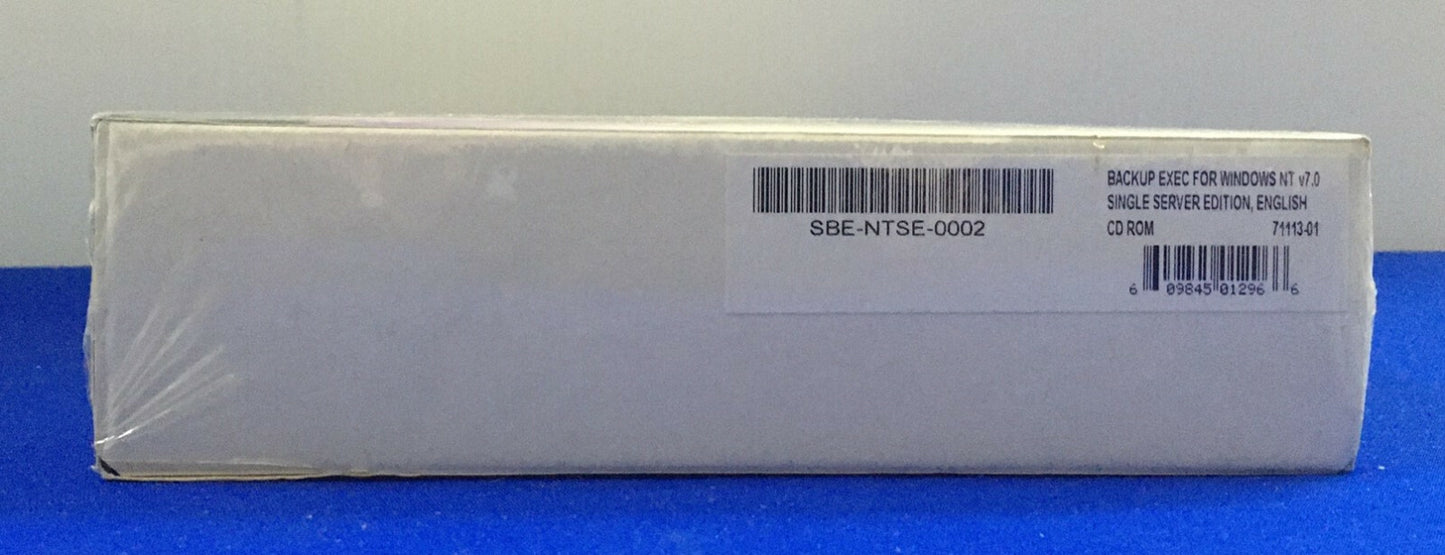 SBE-NTSE-0002
BACKUP EXEC FOR WINDOWS NT v7.0
SINGLE SERVER EDITION, ENGLISH
CD ROM 71113-01
6 09845 01296 6